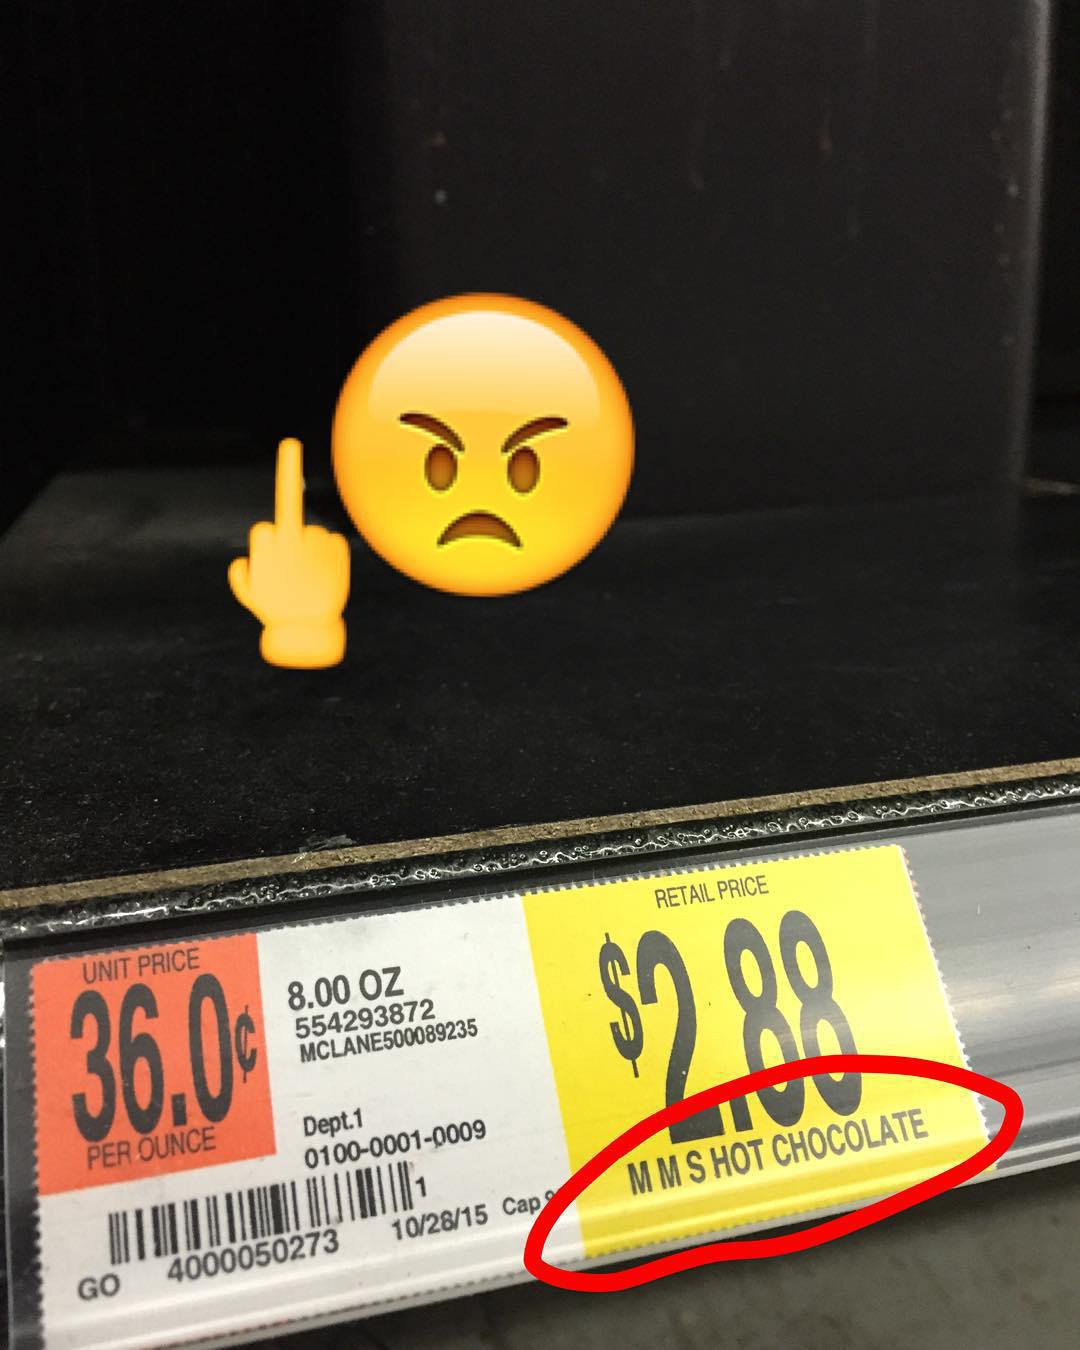 UNIT PRICE
36.0¢
PER OUNCE
8.00 OZ
554293872
MCLANE500089235
Dept.1
0100-0001-0009
1
10/28/15 Cap
GO 4000050273
RETAIL PRICE
$2.88
M M S HOT CHOCOLATE